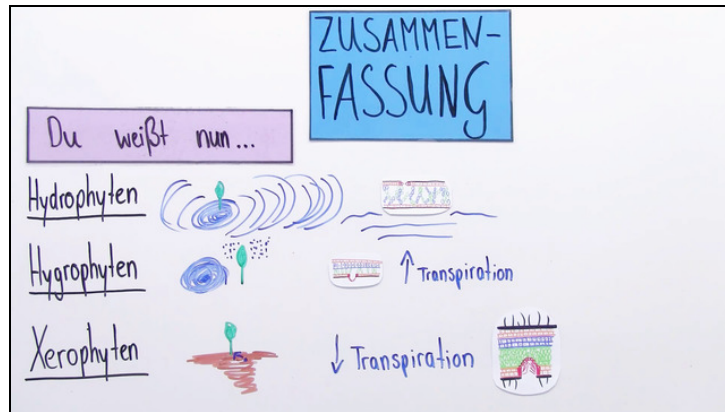 ZUSAMMEN-
FASSUNG
Du weißt nun...
Hydrophyten
Hygrophyten
↑ Transpiration
Xerophyten
↓ Transpiration